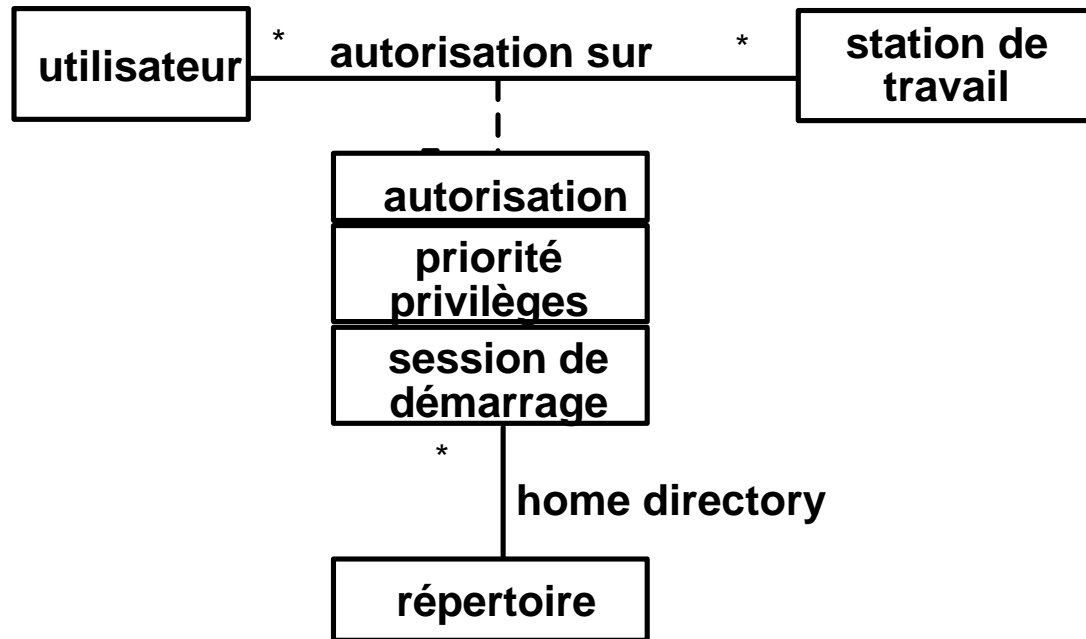 utilisateur
*
autorisation sur
*
station de
travail
autorisation
priorité
privilèges
session de
démarrage
*
home directory
répertoire